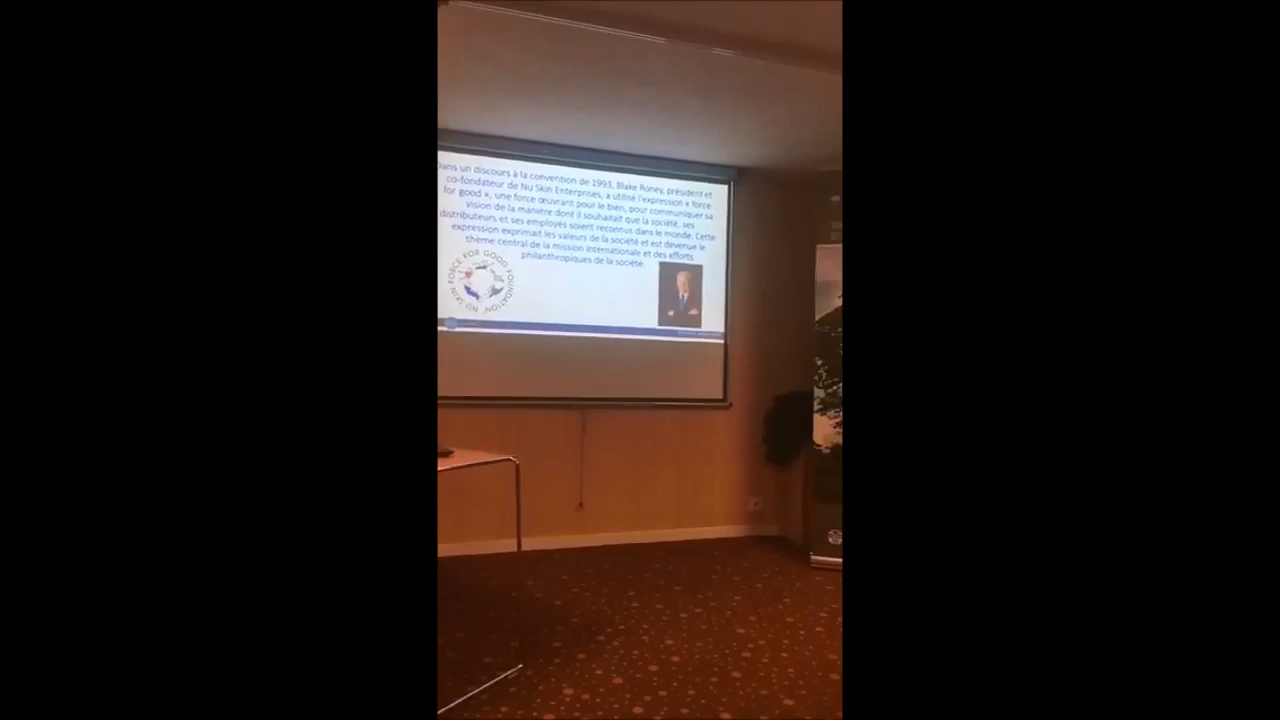 Dans un discours à la convention de 1993, Blake Roney, président et
co-fondateur de Nu Skin Enterprises, a utilisé l'expression « force
for good », une force œuvrant pour le bien, pour communiquer sa
vision de la manière dont il souhaitait que la société, ses
distributeurs et ses employés soient reconnus dans le monde. Cette
expression exprimait les valeurs de la société et est devenue le
thème central de la mission internationale et des efforts
philanthropiques de la société.
NU SKIN FORCE FOR GOOD FOUNDATION